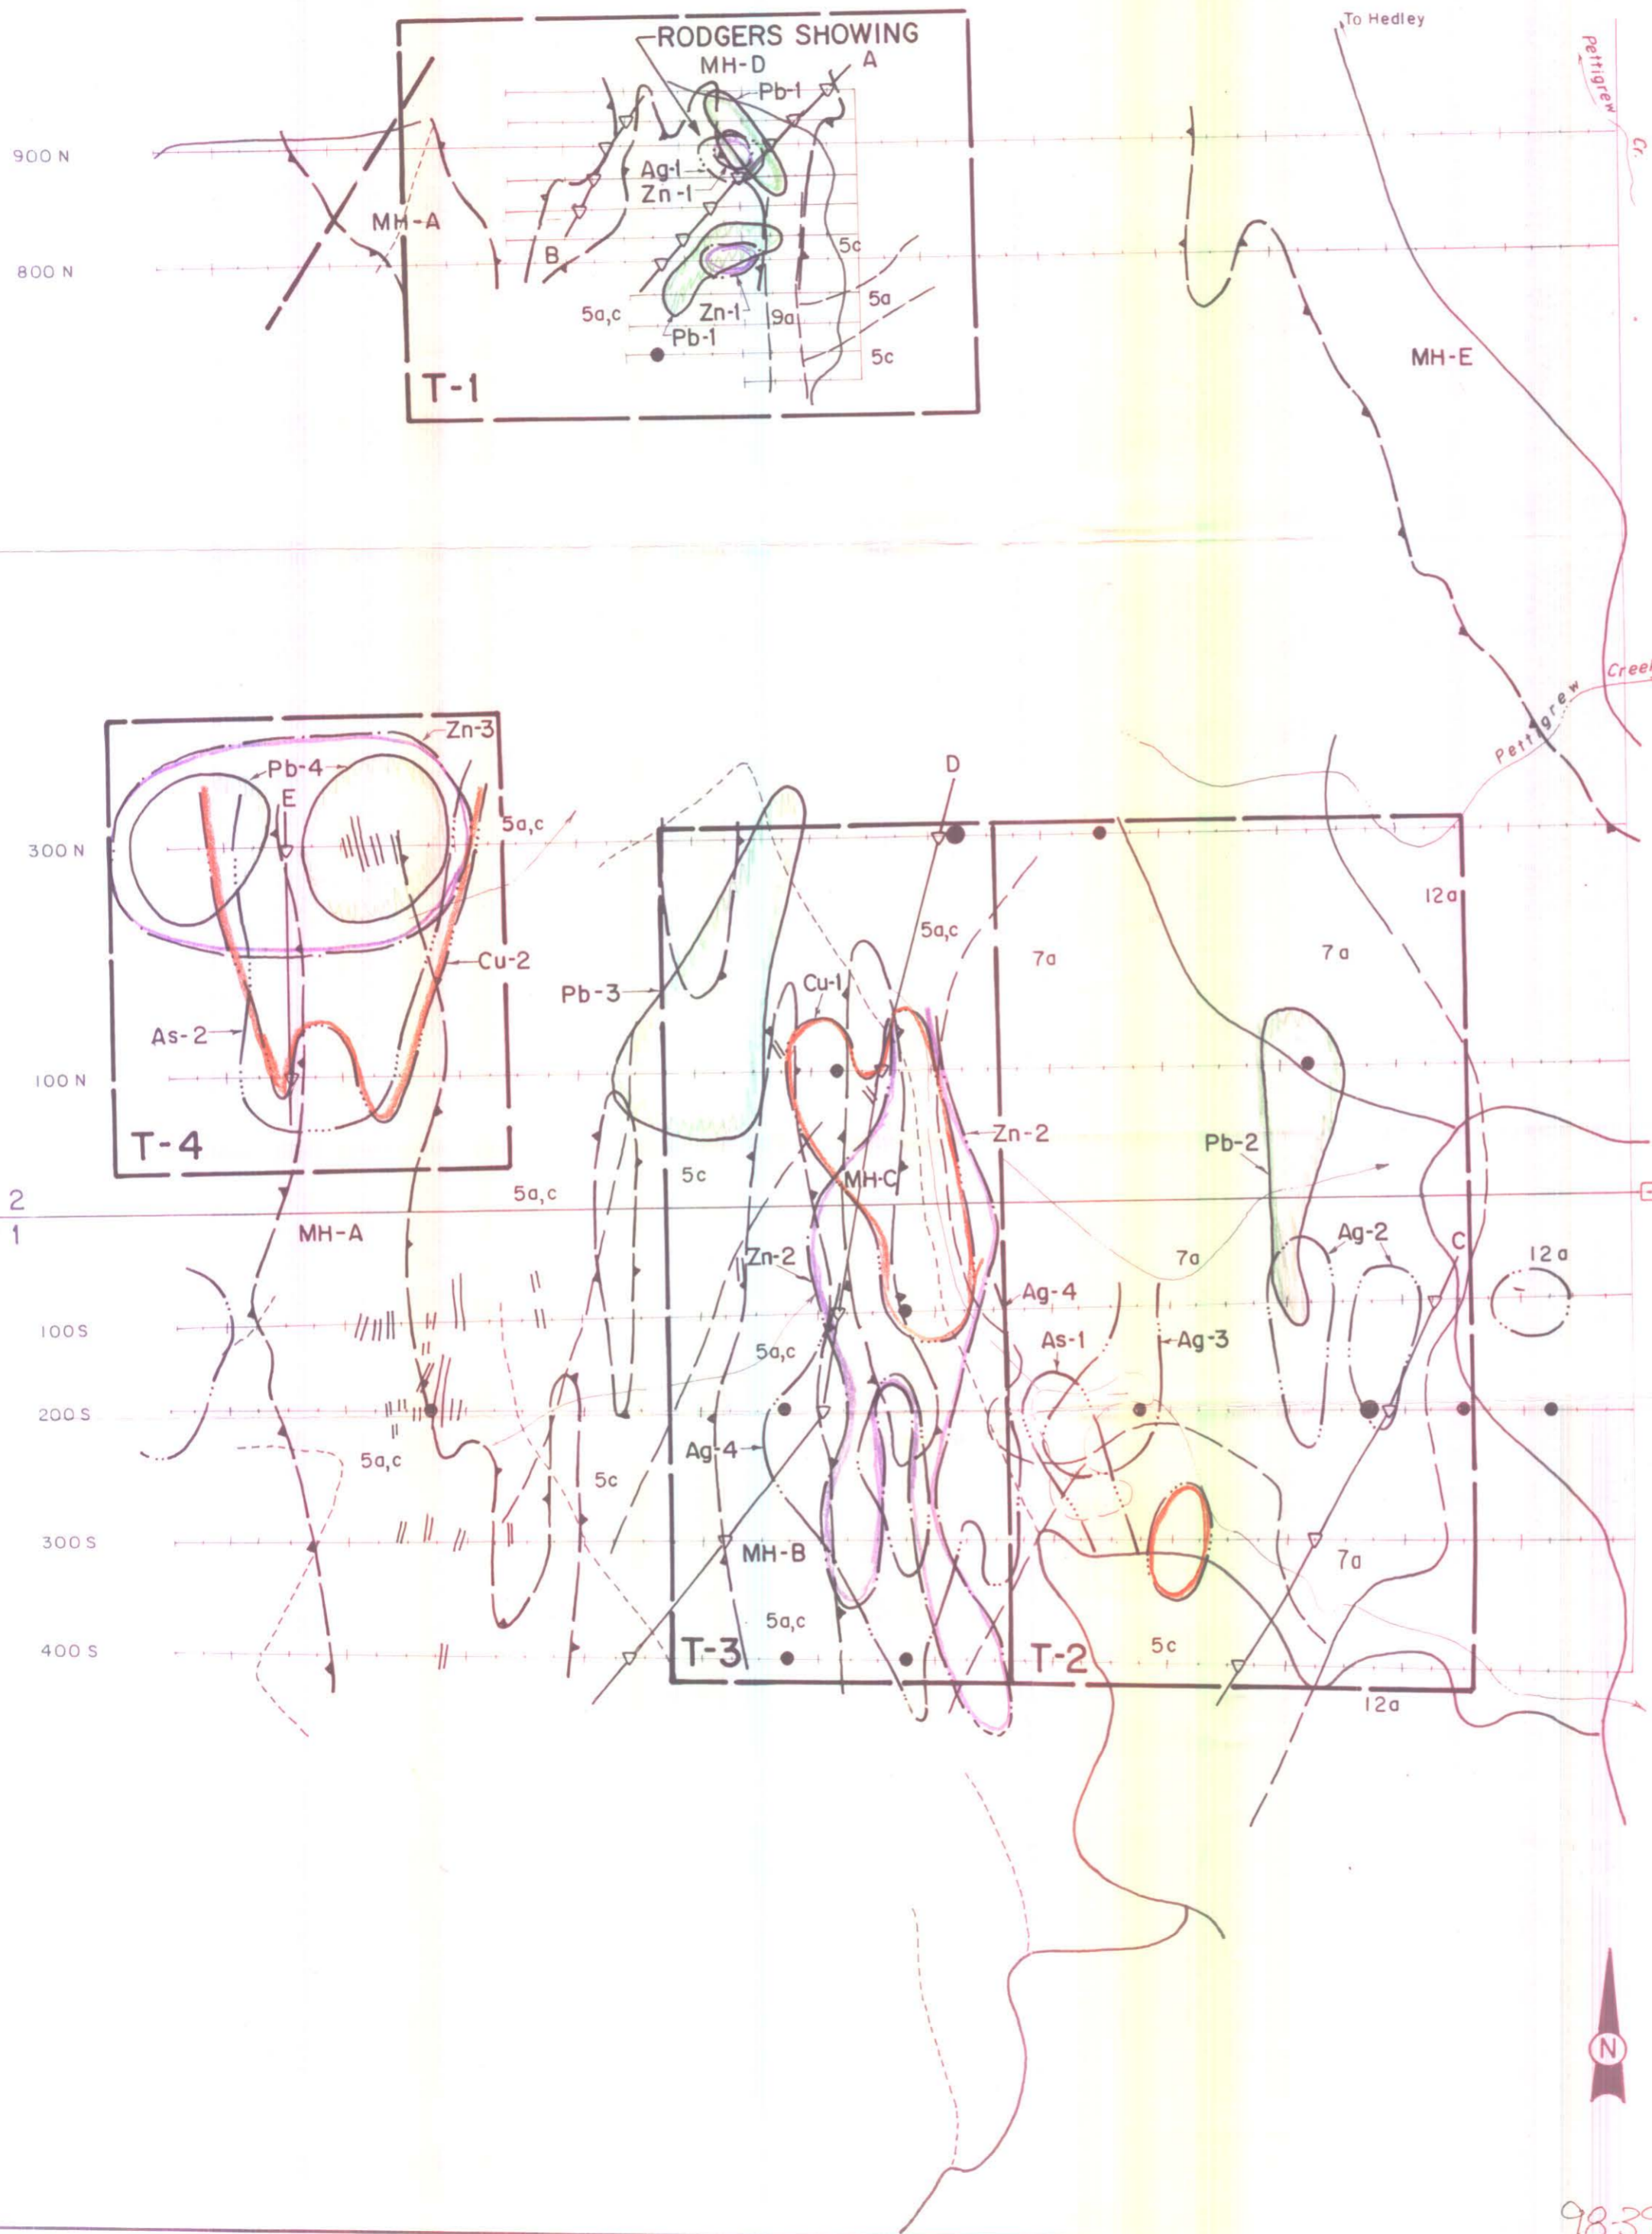 To Hedley
Pettigrew
Cr.
RODGERS SHOWING
MH-D
A
Pb-1
900 N
Ag-1
Zn-1
MH-A
5c
B
800 N
5a
5a,c
Zn-1
9a
Pb-1
5c
MH-E
T-1
Creek
Pettigrew
Zn-3
Pb-4
D
E
5a,c
300 N
12a
5a,c
7a
7a
Cu-2
Cu-1
Pb-3
As-2
100 N
T-4
Zn-2
Pb-2
5c
MH-C
5a,c
2
1
MH-A
Ag-2
C
12a
Zn-2
7a
Ag-4
100 S
As-1
Ag-3
5a,c
200 S
Ag-4
5a,c
5c
300 S
MH-B
7a
5a,c
400 S
T-3
T-2
5c
12a
N